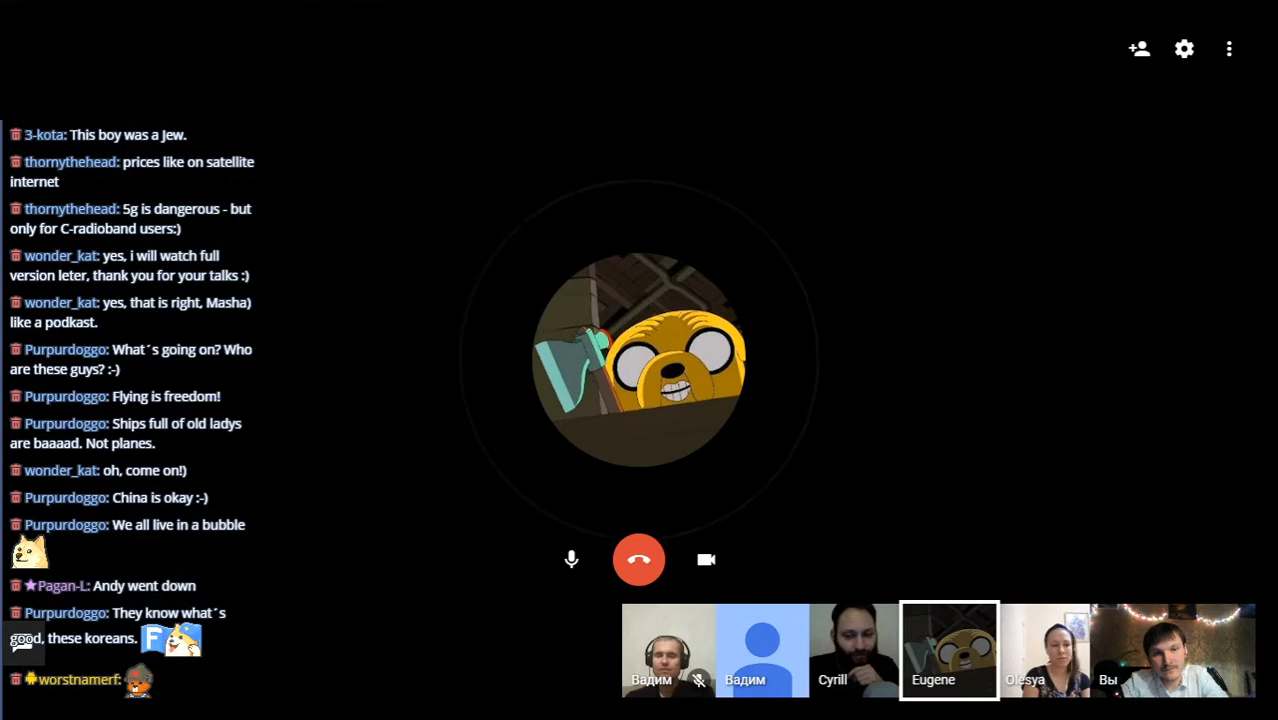 3-kota: This boy was a Jew.
thornythehead: prices like on satellite
internet
thornythehead: 5g is dangerous - but
only for C-radioband users:)
wonder_kat: yes, i will watch full
version leter, thank you for your talks :)
wonder_kat: yes, that is right, Masha)
like a podkast.
Purpurdoggo: What´s going on? Who
are these guys? :-)
Purpurdoggo: Flying is freedom!
Purpurdoggo: Ships full of old ladys
are baaaad. Not planes.
wonder_kat: oh, come on!)
Purpurdoggo: China is okay :-)
Purpurdoggo: We all live in a bubble
Pagan-L: Andy went down
Purpurdoggo: They know what´s
good, these koreans. F
worstnamerf:
Вадим
Вадим
Cyrill
Eugene
Olesya
Вы